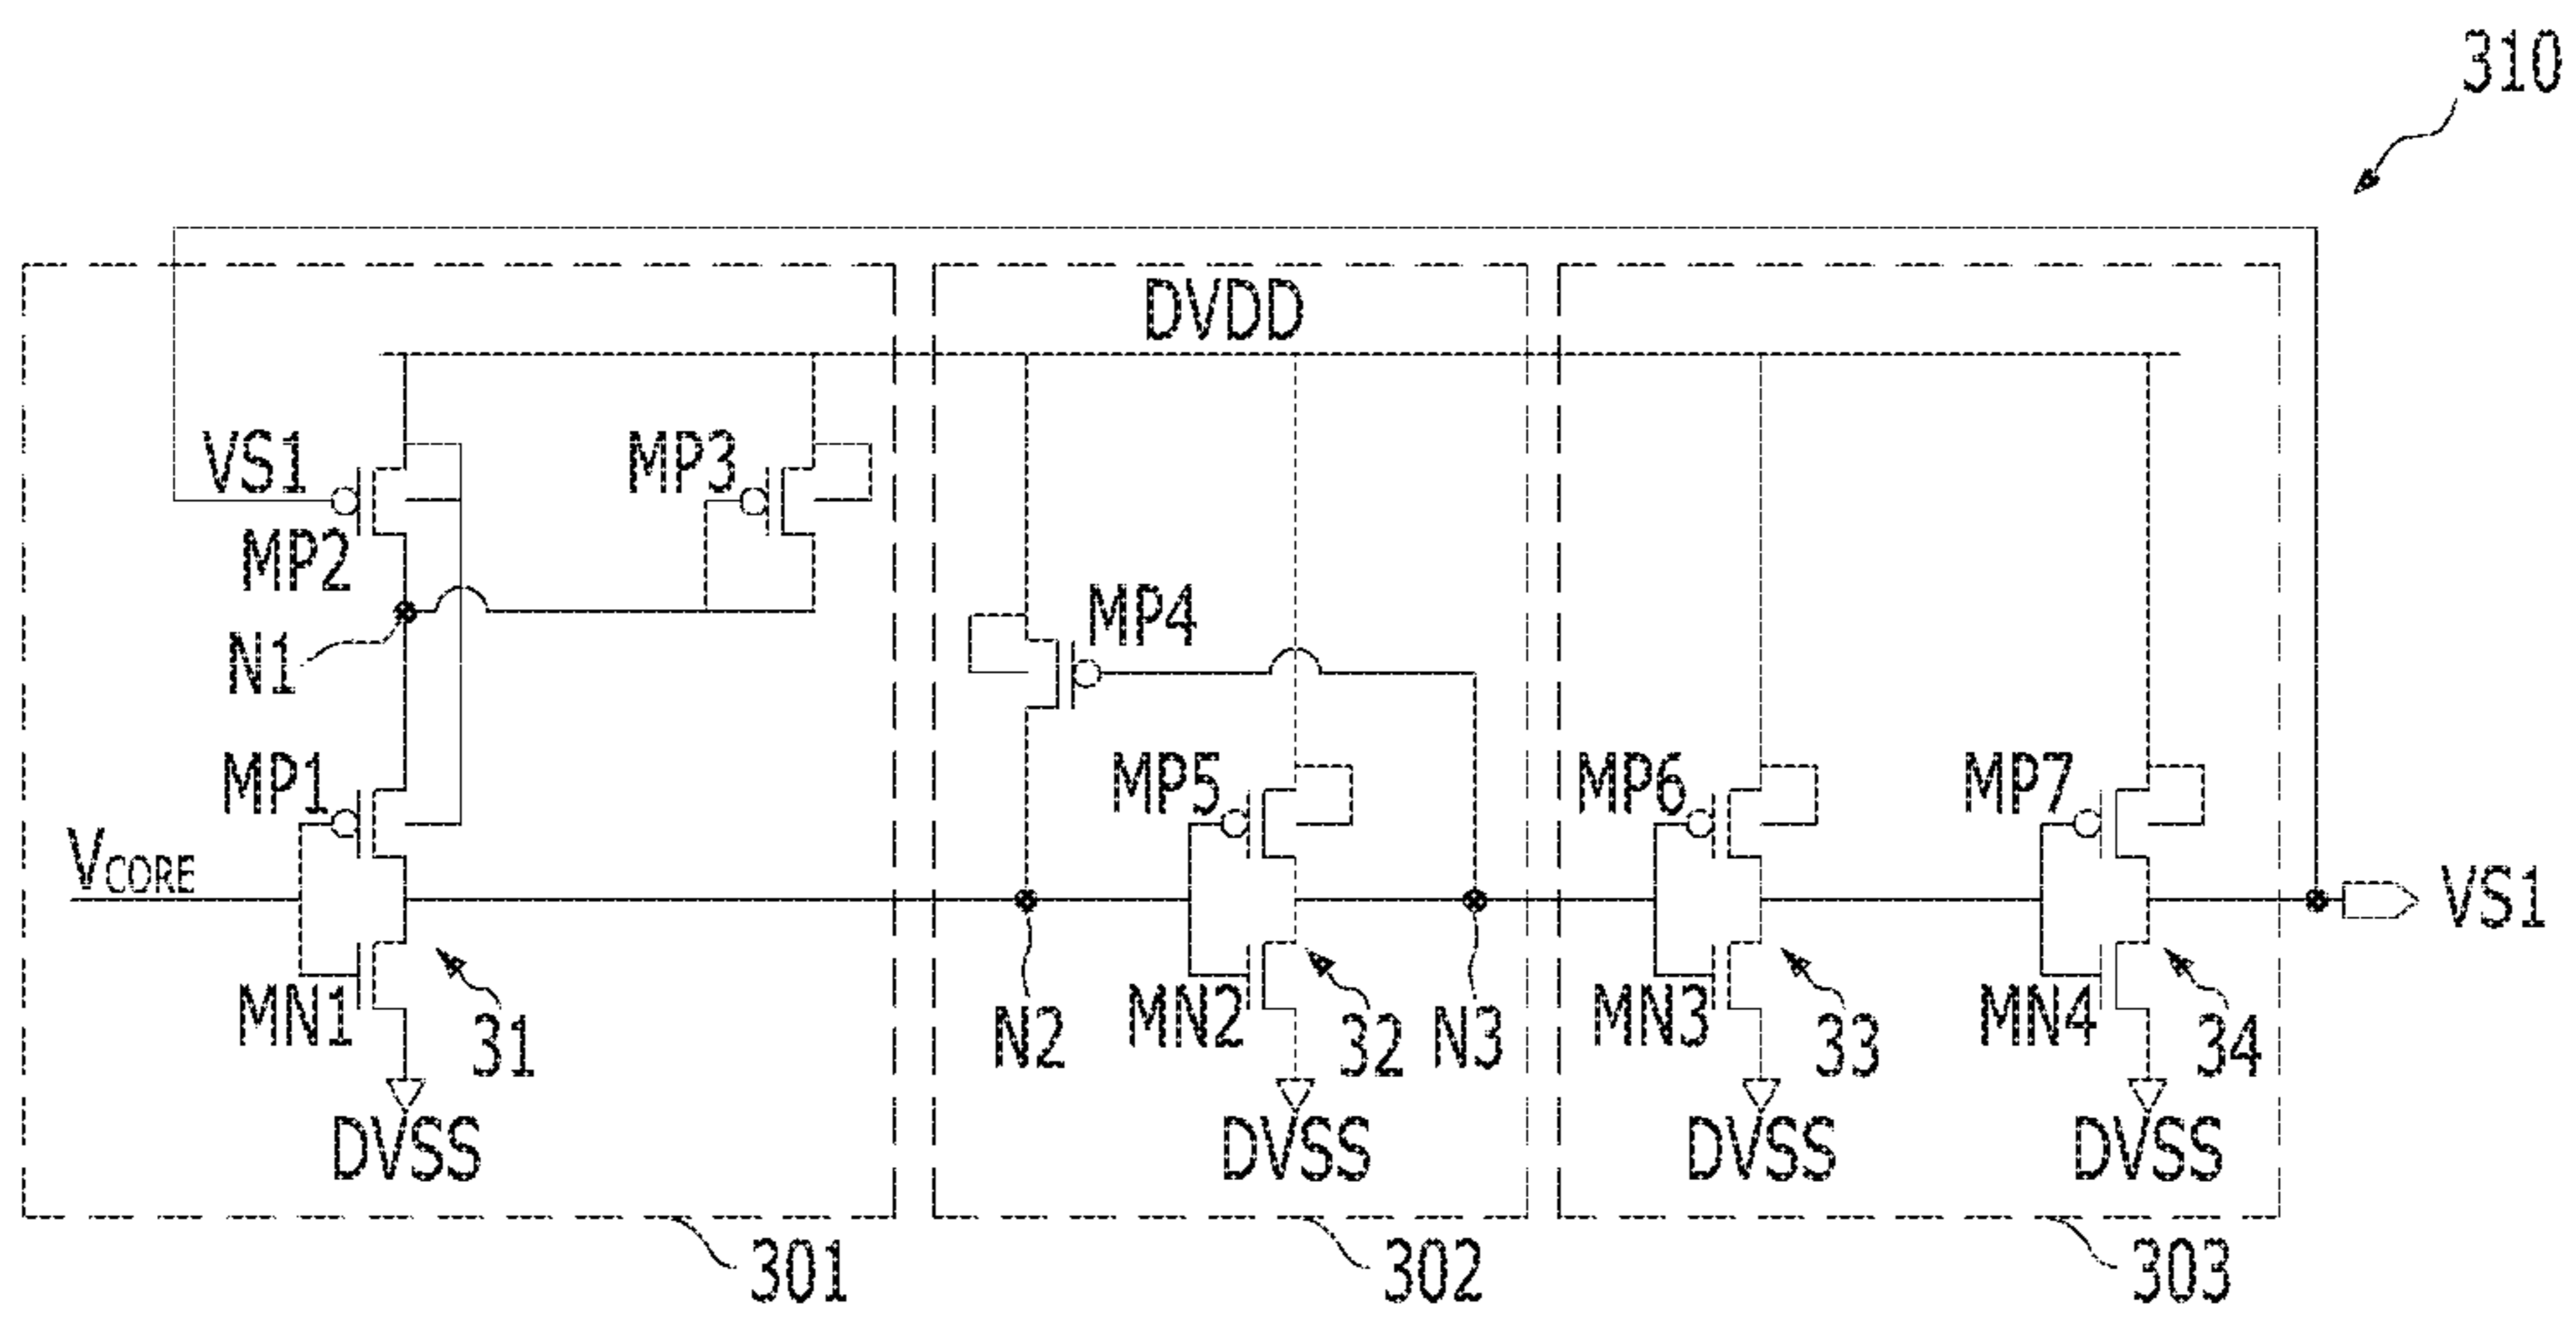 310
DVDD
VS1
MP3
MP2
MP4
N1
MP1
MP5
MP6
MP7
VCORE
VS1
MN1
31
N2
MN2
32
N3
MN3
33
MN4
34
DVSS
DVSS
DVSS
DVSS
301
302
303